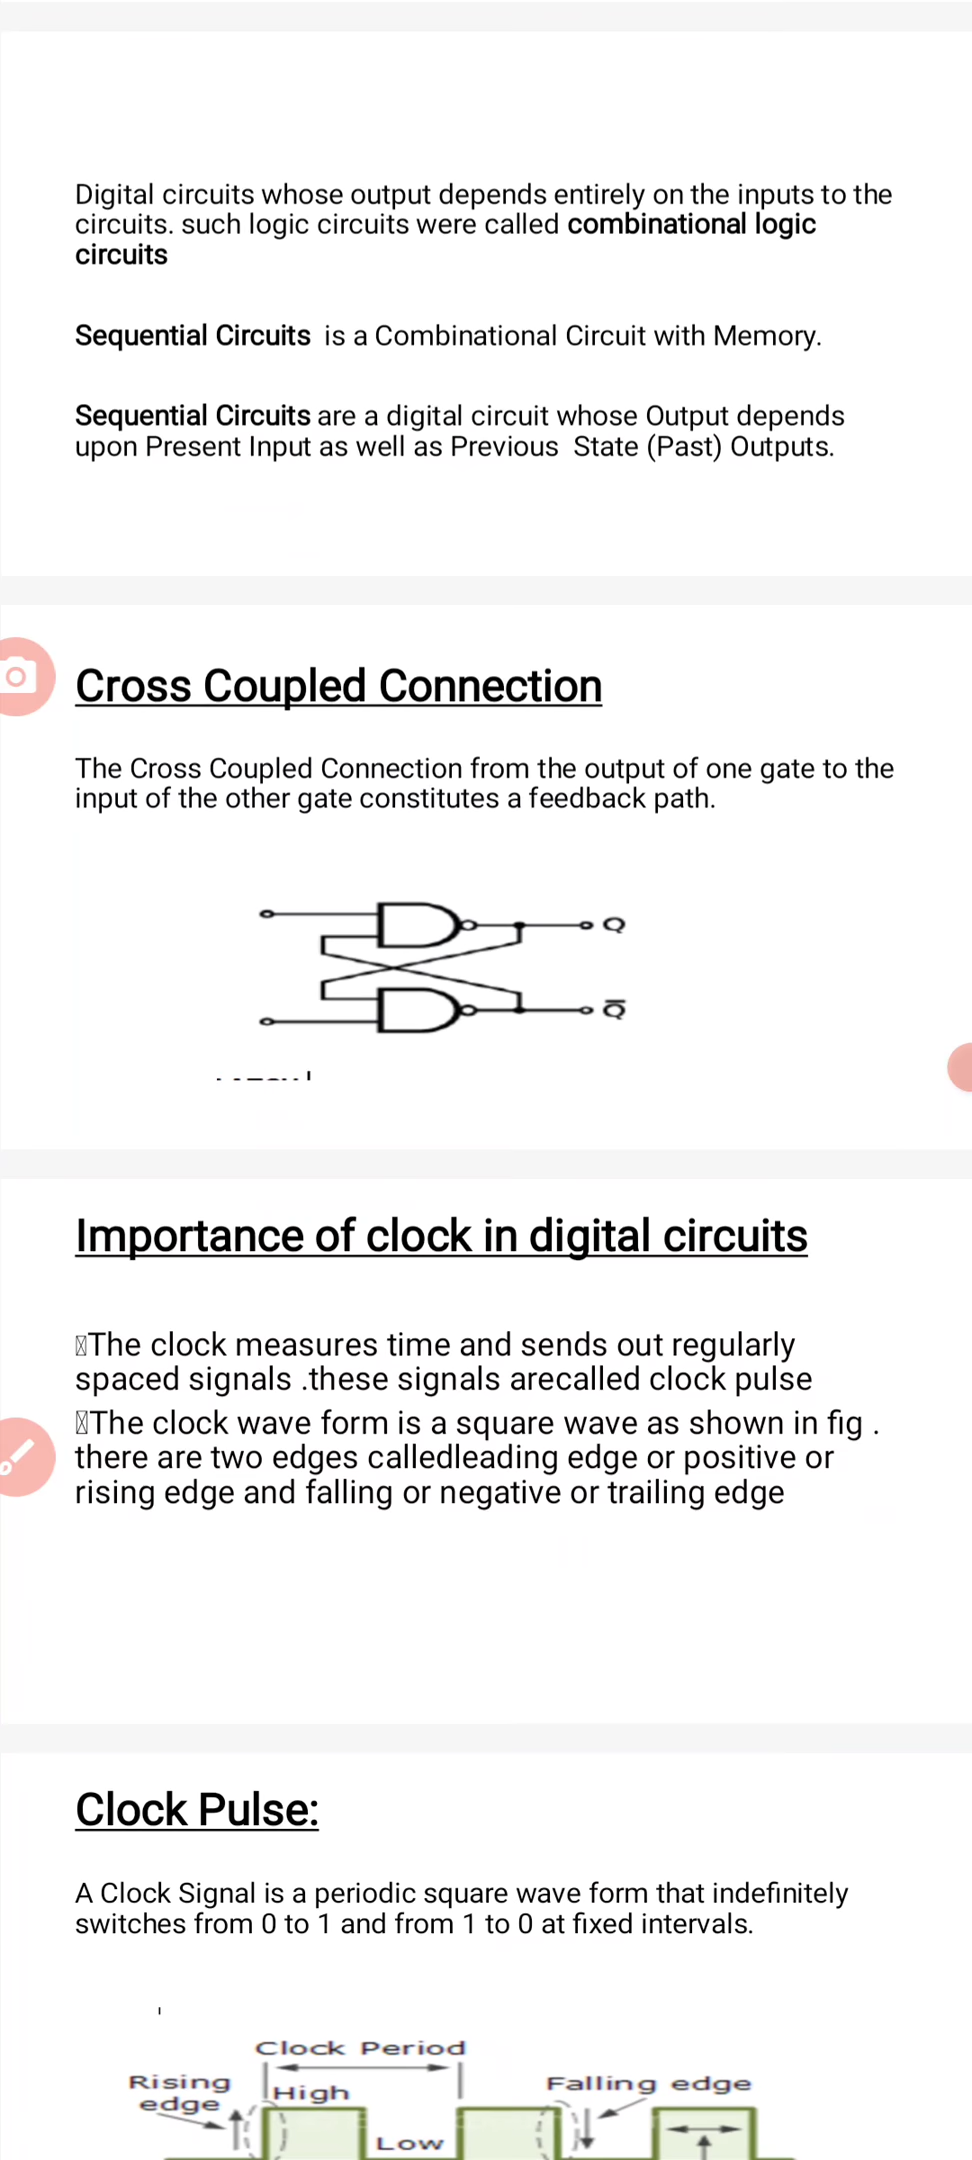 Digital circuits whose output depends entirely on the inputs to the
circuits. such logic circuits were called combinational logic
circuits
Sequential Circuits is a Combinational Circuit with Memory.
Sequential Circuits are a digital circuit whose Output depends
upon Present Input as well as Previous State (Past) Outputs.
Cross Coupled Connection
The Cross Coupled Connection from the output of one gate to the
input of the other gate constitutes a feedback path.
Q
Q̅
Importance of clock in digital circuits
The clock measures time and sends out regularly
spaced signals .these signals arecalled clock pulse
The clock wave form is a square wave as shown in fig .
there are two edges calledleading edge or positive or
rising edge and falling or negative or trailing edge
Clock Pulse:
A Clock Signal is a periodic square wave form that indefinitely
switches from 0 to 1 and from 1 to 0 at fixed intervals.
Clock Period
Rising
edge
High
Falling edge
Low